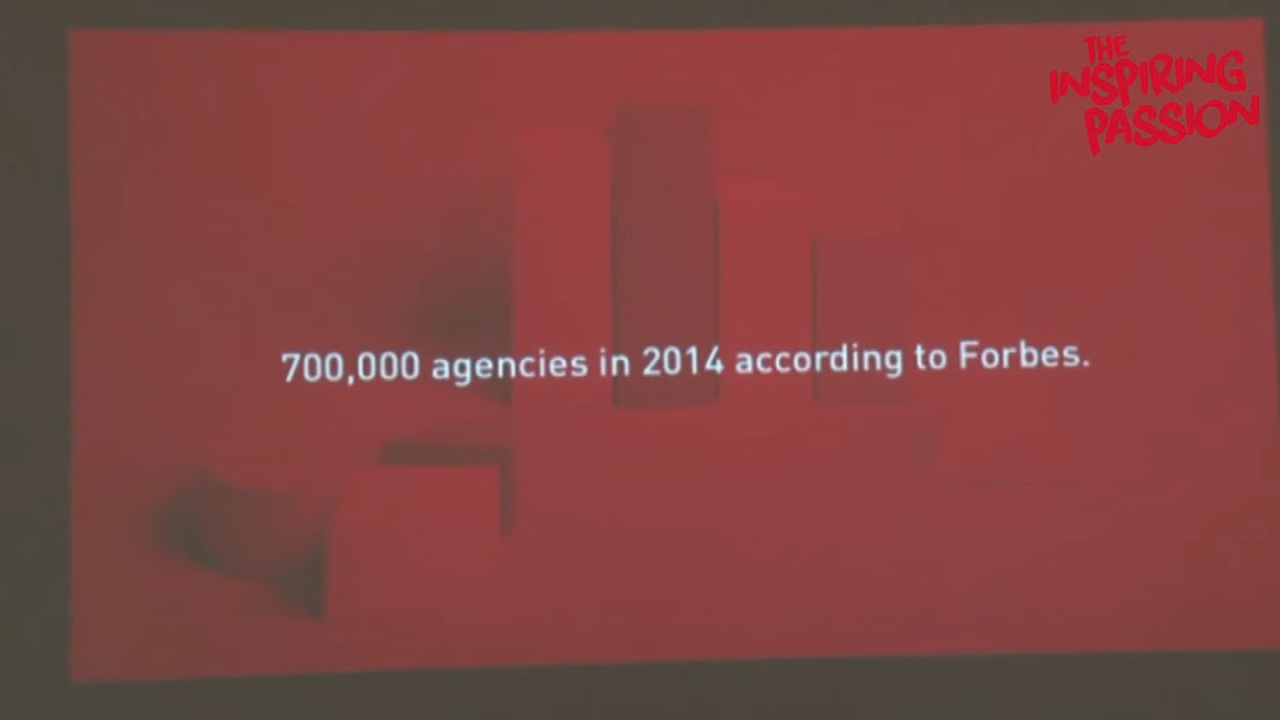 THE
INSPIRING
PASSION
700,000 agencies in 2014 according to Forbes.